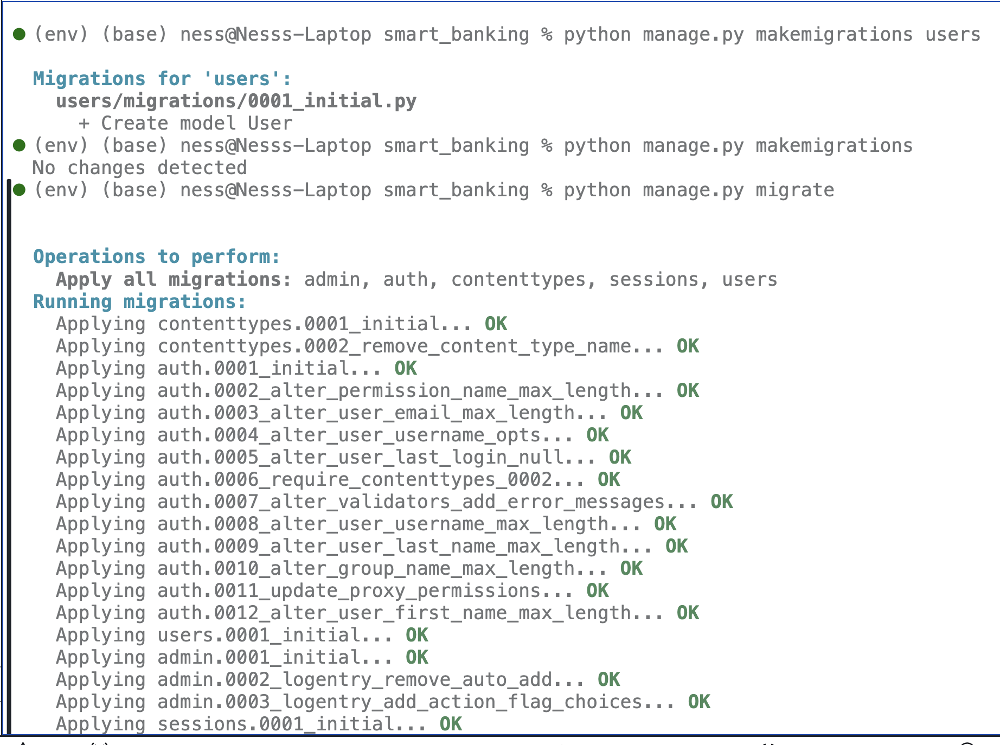 (env) (base) ness@Nesss-Laptop smart_banking % python manage.py makemigrations users
Migrations for 'users':
users/migrations/0001_initial.py
+ Create model User
(env) (base) ness@Nesss-Laptop smart_banking % python manage.py makemigrations
No changes detected
(env) (base) ness@Nesss-Laptop smart_banking % python manage.py migrate
Operations to perform:
Apply all migrations: admin, auth, contenttypes, sessions, users
Running migrations:
Applying contenttypes.0001_initial... OK
Applying contenttypes.0002_remove_content_type_name... OK
Applying auth.0001_initial... OK
Applying auth.0002_alter_permission_name_max_length... OK
Applying auth.0003_alter_user_email_max_length... OK
Applying auth.0004_alter_user_username_opts... OK
Applying auth.0005_alter_user_last_login_null... OK
Applying auth.0006_require_contenttypes_0002... OK
Applying auth.0007_alter_validators_add_error_messages... OK
Applying auth.0008_alter_user_username_max_length... OK
Applying auth.0009_alter_user_last_name_max_length... OK
Applying auth.0010_alter_group_name_max_length... OK
Applying auth.0011_update_proxy_permissions... OK
Applying auth.0012_alter_user_first_name_max_length... OK
Applying users.0001_initial... OK
Applying admin.0001_initial... OK
Applying admin.0002_logentry_remove_auto_add... OK
Applying admin.0003_logentry_add_action_flag_choices... OK
Applying sessions.0001_initial... OK